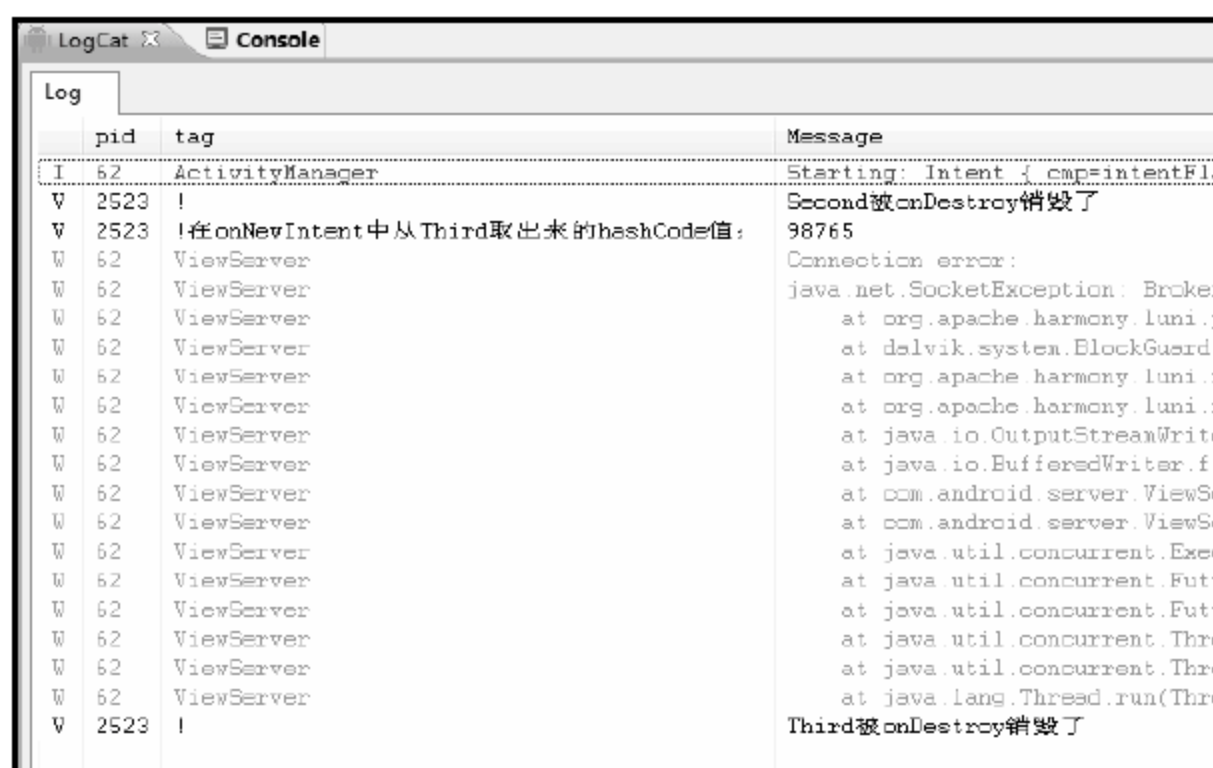 LogCat Console
Log
pid tag Message
I 62 ActivityManager Starting: Intent { cmp=intentFl
V 2523 ! Second被onDestroy销毁了
V 2523 !在onNewIntent中从Third取出来的hashCode值: 98765
W 62 ViewServer Connection error:
W 62 ViewServer java.net.SocketException: Broke
W 62 ViewServer at org.apache.harmony.luni.
W 62 ViewServer at dalvik.system.BlockGuard
W 62 ViewServer at org.apache.harmony.luni.
W 62 ViewServer at org.apache.harmony.luni.
W 62 ViewServer at java.io.OutputStreamWrite
W 62 ViewServer at java.io.BufferedWriter.f
W 62 ViewServer at com.android.server.ViewSe
W 62 ViewServer at com.android.server.ViewSe
W 62 ViewServer at java.util.concurrent.Exe
W 62 ViewServer at java.util.concurrent.Fut
W 62 ViewServer at java.util.concurrent.Fut
W 62 ViewServer at java.util.concurrent.Thr
W 62 ViewServer at java.util.concurrent.Thr
W 62 ViewServer at java.lang.Thread.run(Thr
V 2523 ! Third被onDestroy销毁了